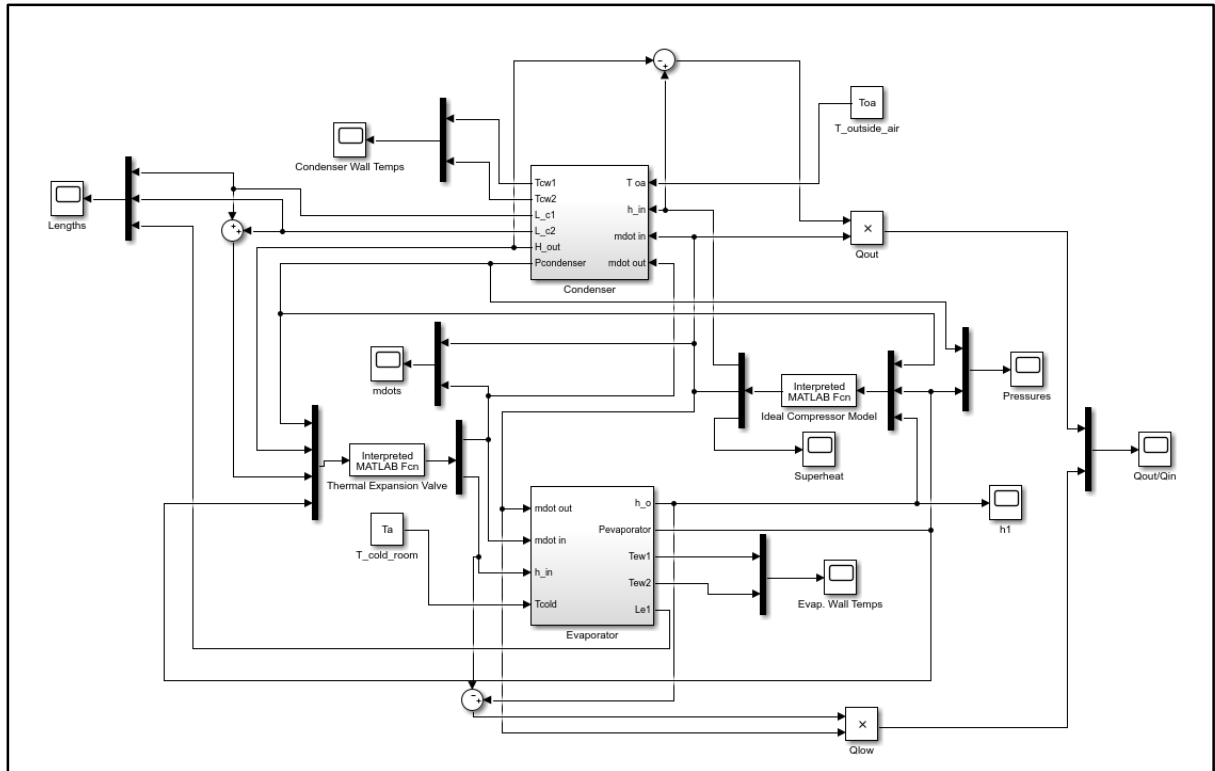 − +
Toa
T_outside_air
Condenser Wall Temps
Tcw1
Tcw2
L_c1
L_c2
H_out
Pcondenser
T oa
h_in
mdot in
mdot out
Condenser
Lengths
+ +
×
Qout
mdots
Interpreted
MATLAB Fcn
Ideal Compressor Model
Pressures
Superheat
Interpreted
MATLAB Fcn
Thermal Expansion Valve
Qout/Qin
Ta
T_cold_room
mdot out
mdot in
h_in
Tcold
h_o
Pevaporator
Tew1
Tew2
Le1
Evaporator
h1
Evap. Wall Temps
− +
×
Qlow